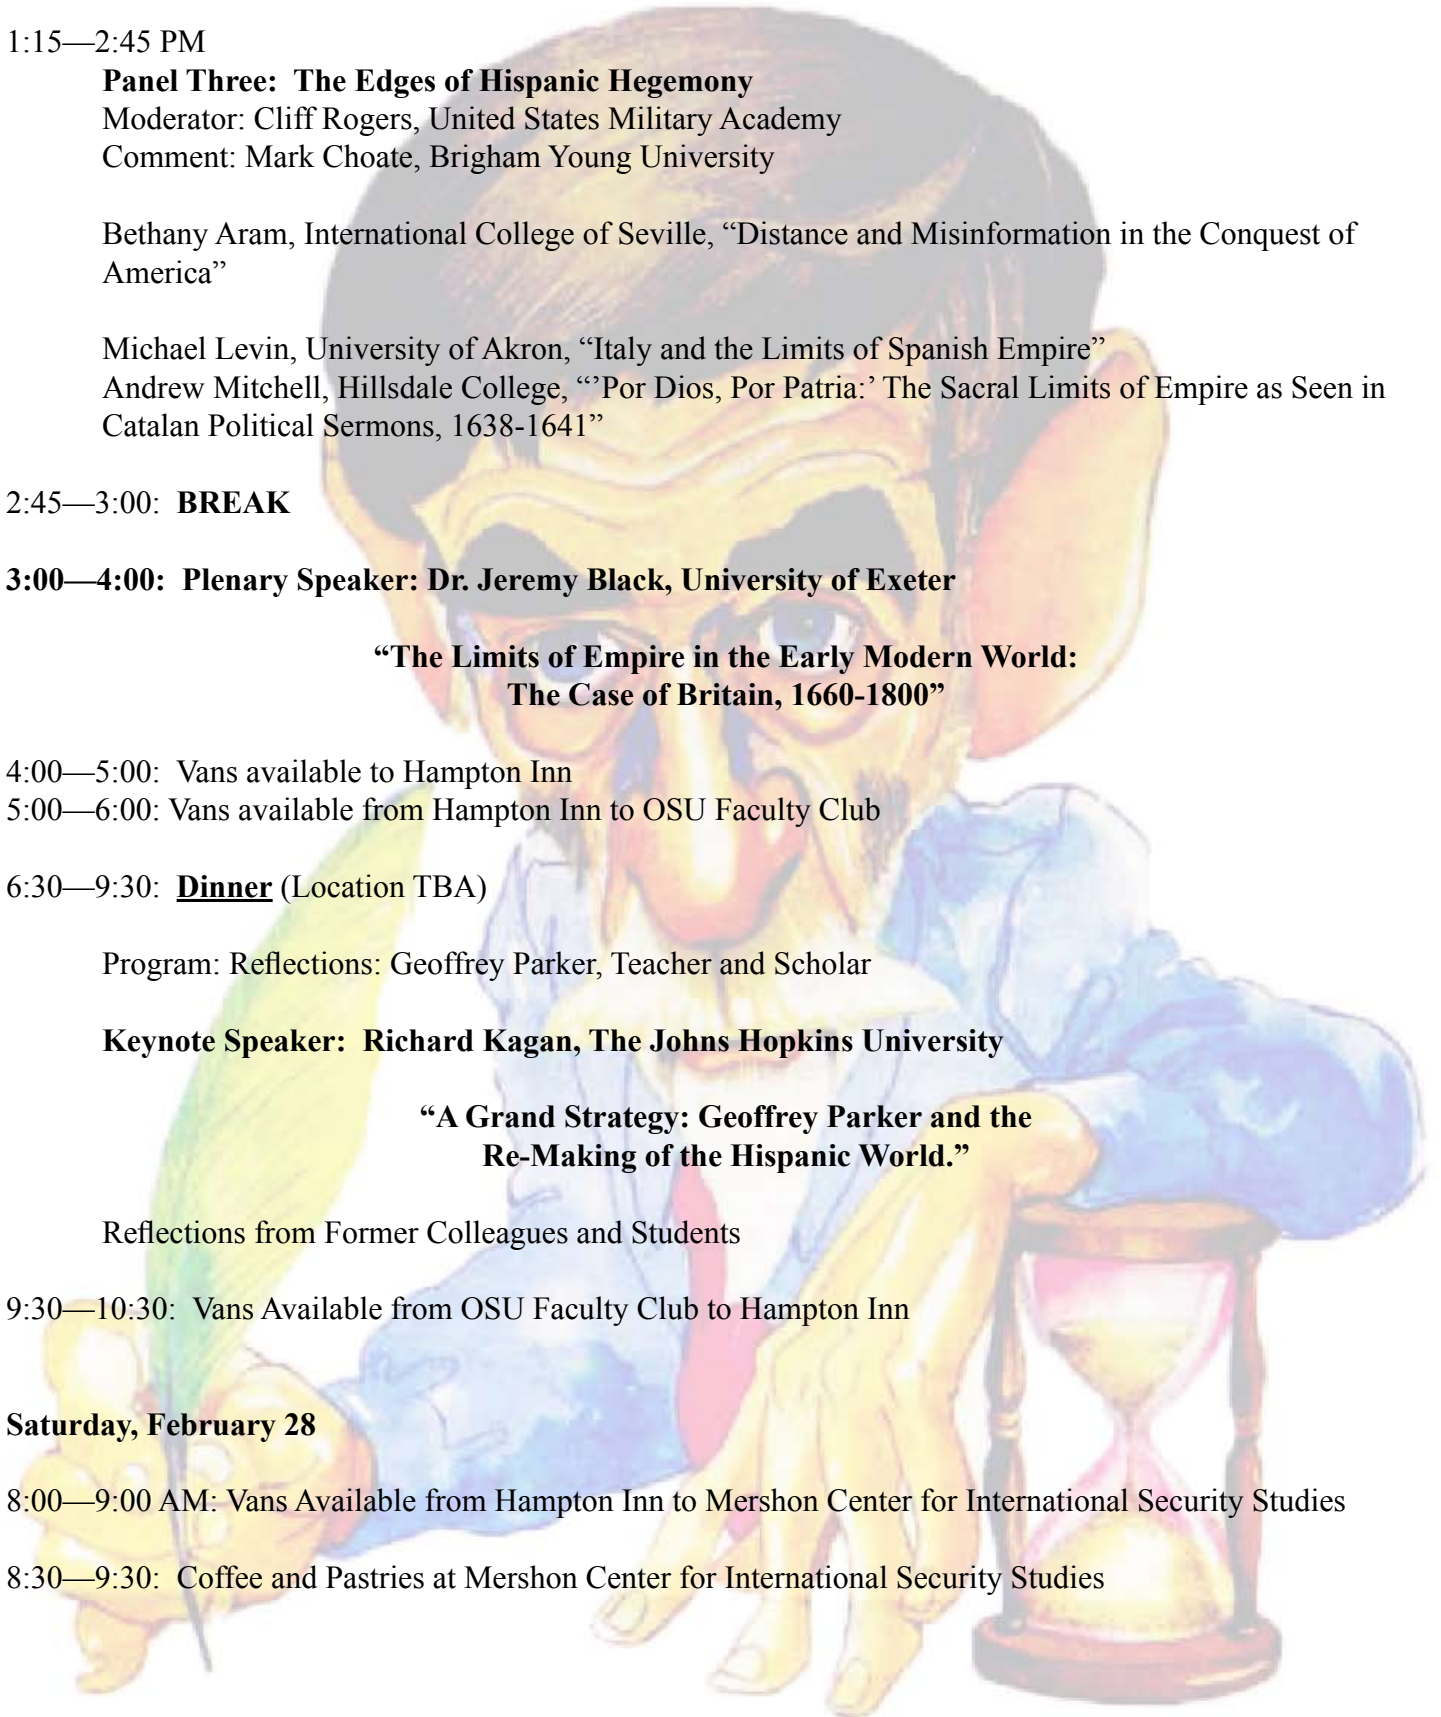 1:15—2:45 PM
Panel Three:  The Edges of Hispanic Hegemony
Moderator: Cliff Rogers, United States Military Academy
Comment: Mark Choate, Brigham Young University
Bethany Aram, International College of Seville, “Distance and Misinformation in the Conquest of
America”
Michael Levin, University of Akron, “Italy and the Limits of Spanish Empire”
Andrew Mitchell, Hillsdale College, “’Por Dios, Por Patria:’ The Sacral Limits of Empire as Seen in
Catalan Political Sermons, 1638-1641”
2:45—3:00:  BREAK
3:00—4:00:  Plenary Speaker: Dr. Jeremy Black, University of Exeter
“The Limits of Empire in the Early Modern World:
The Case of Britain, 1660-1800”
4:00—5:00:  Vans available to Hampton Inn
5:00—6:00: Vans available from Hampton Inn to OSU Faculty Club
6:30—9:30:  Dinner (Location TBA)
Program: Reflections: Geoffrey Parker, Teacher and Scholar
Keynote Speaker:  Richard Kagan, The Johns Hopkins University
“A Grand Strategy: Geoffrey Parker and the
Re-Making of the Hispanic World.”
Reflections from Former Colleagues and Students
9:30—10:30:  Vans Available from OSU Faculty Club to Hampton Inn
Saturday, February 28
8:00—9:00 AM: Vans Available from Hampton Inn to Mershon Center for International Security Studies
8:30—9:30:  Coffee and Pastries at Mershon Center for International Security Studies